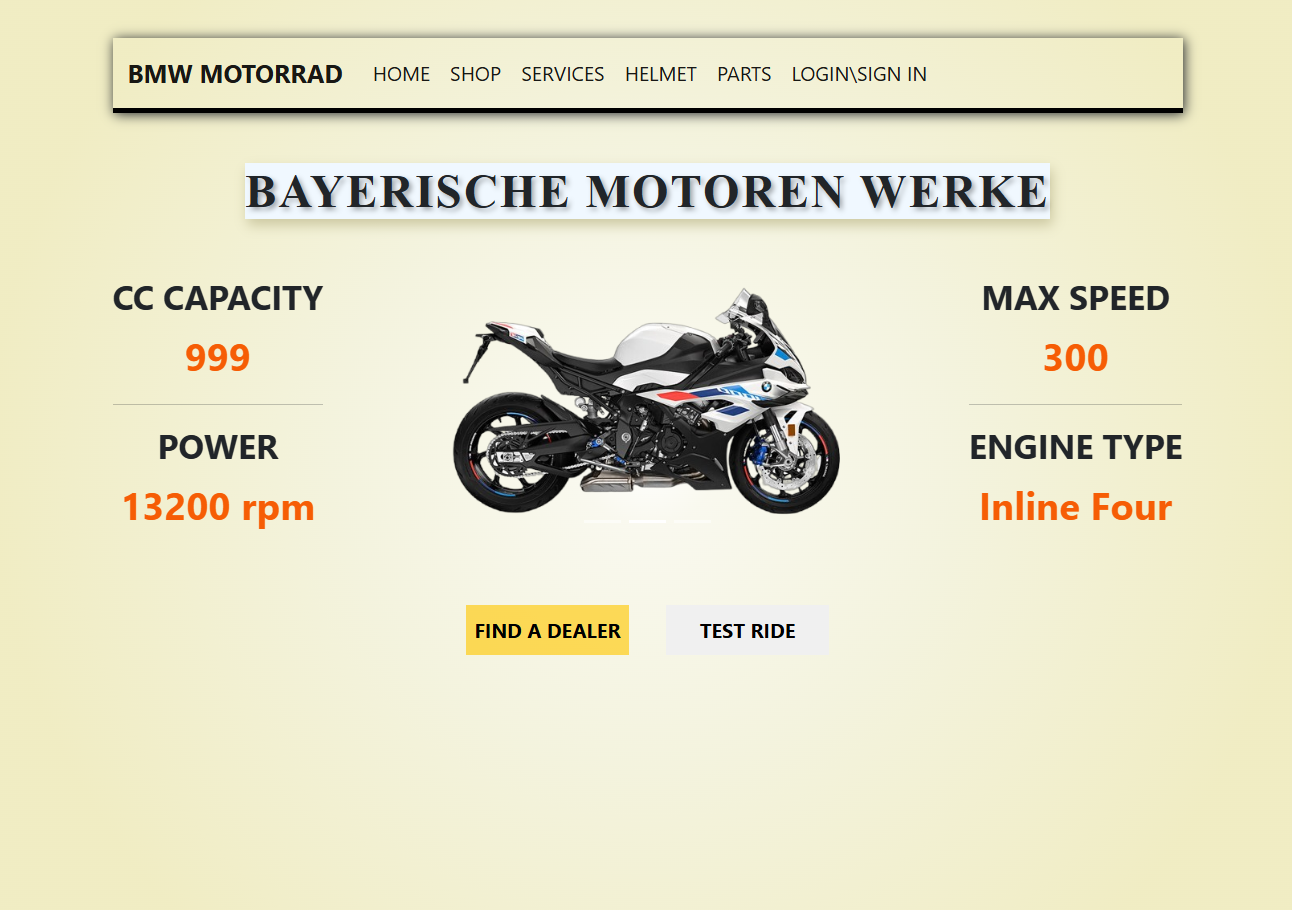 BMW MOTORRAD HOME SHOP SERVICES HELMET PARTS LOGIN\SIGN IN
BAYERISCHE MOTOREN WERKE
CC CAPACITY
999
POWER
13200 rpm
MAX SPEED
300
ENGINE TYPE
Inline Four
FIND A DEALER
TEST RIDE